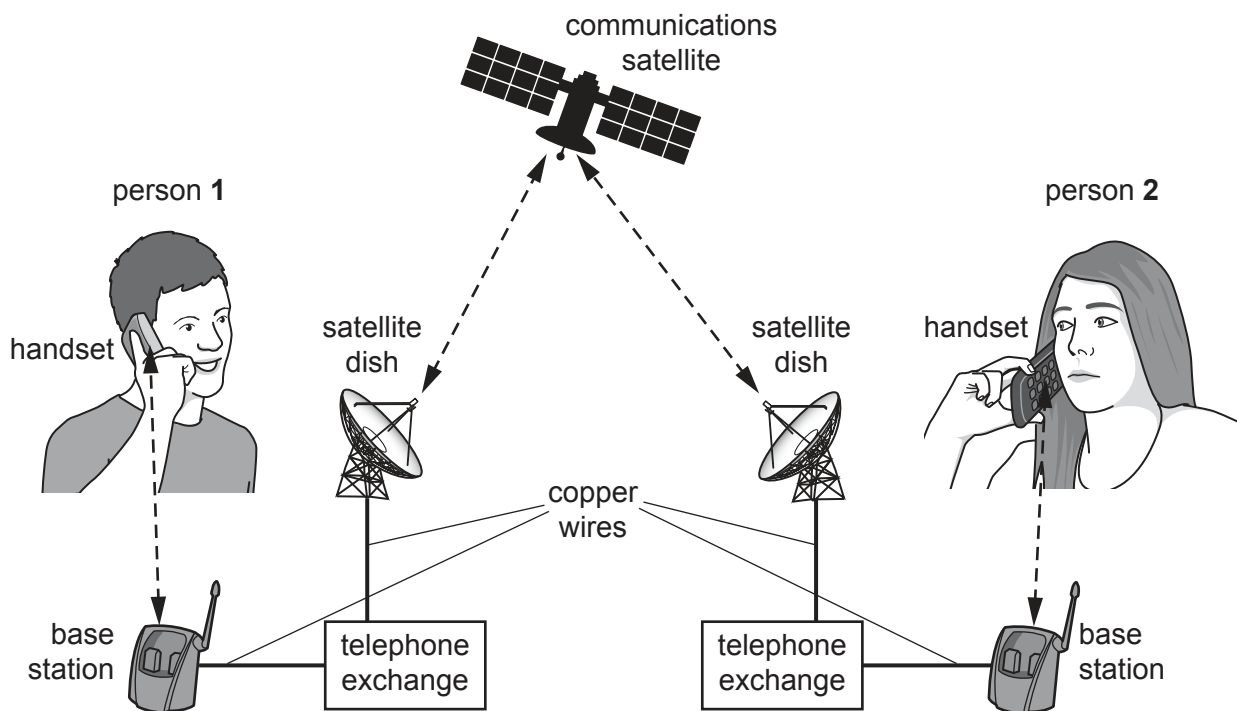 communications
satellite
person 1
person 2
handset
satellite
dish
satellite
dish
handset
copper
wires
base
station
telephone
exchange
telephone
exchange
base
station